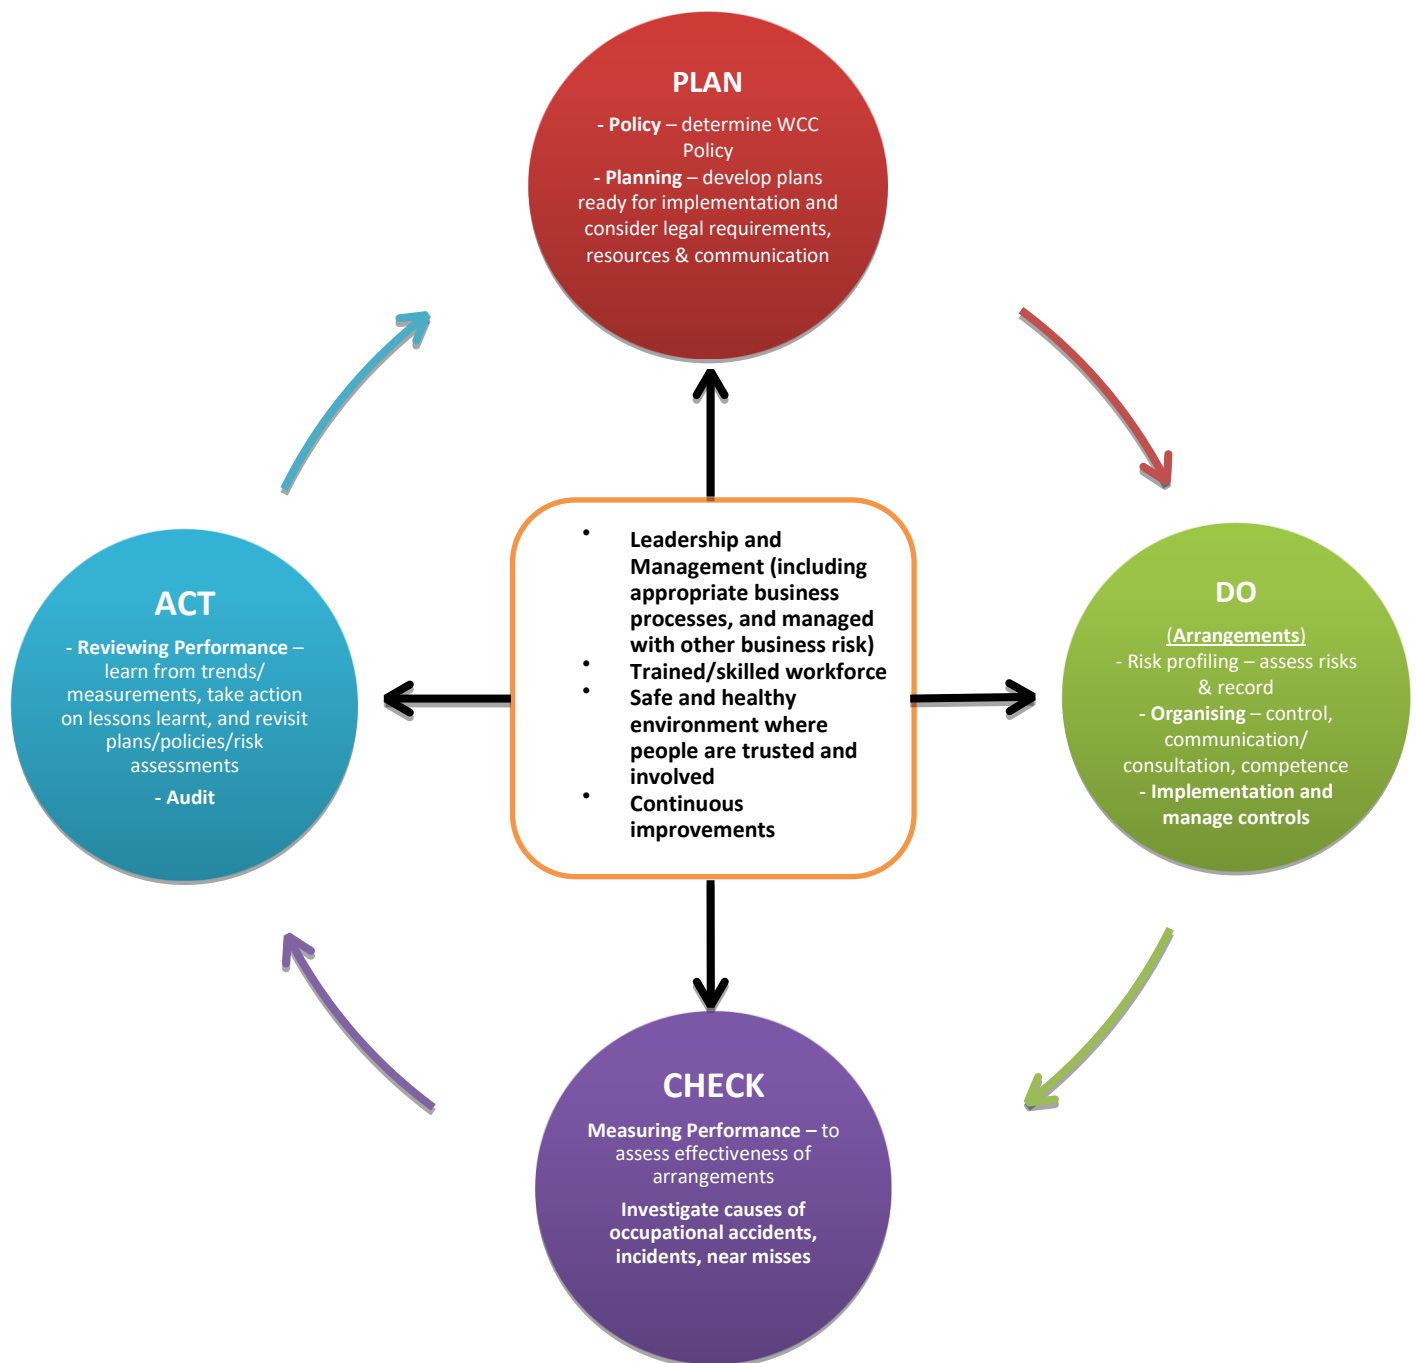 PLAN
- Policy – determine WCC
Policy
- Planning – develop plans
ready for implementation and
consider legal requirements,
resources & communication
DO
(Arrangements)
- Risk profiling – assess risks
& record
- Organising – control,
communication/
consultation, competence
- Implementation and
manage controls
CHECK
Measuring Performance – to
assess effectiveness of
arrangements
Investigate causes of
occupational accidents,
incidents, near misses
ACT
- Reviewing Performance –
learn from trends/
measurements, take action
on lessons learnt, and revisit
plans/policies/risk
assessments
- Audit
• Leadership and
Management (including
appropriate business
processes, and managed
with other business risk)
• Trained/skilled workforce
• Safe and healthy
environment where
people are trusted and
involved
• Continuous
improvements